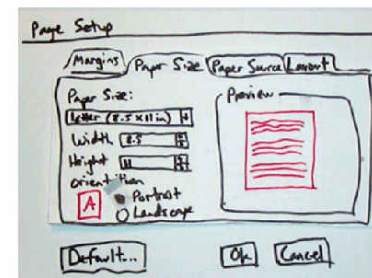 Page Setup
Margins Paper Size Paper Source Layout
Paper Size:
Letter (8.5 x 11 in)
Preview
Width 8.5
Height 11
orientation
A
Portrait
Landscape
Default... Ok Cancel